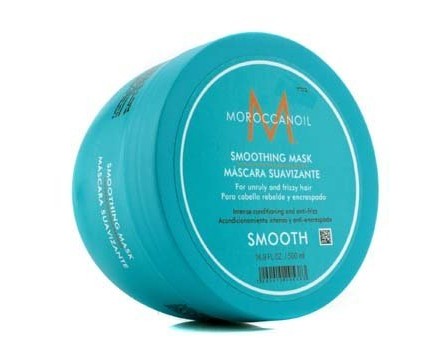 M
MOROCCANOIL
SMOOTHING MASK
MÁSCARA SUAVIZANTE
For unruly and frizzy hair
Para cabello rebelde y encrespado
Intense conditioning and anti-frizz
Acondicionamiento intenso y anti-encrespado
SMOOTH
16.9 FL.OZ. / 500 ml
SMOOTHING MASK
MÁSCARA SUAVIZANTE